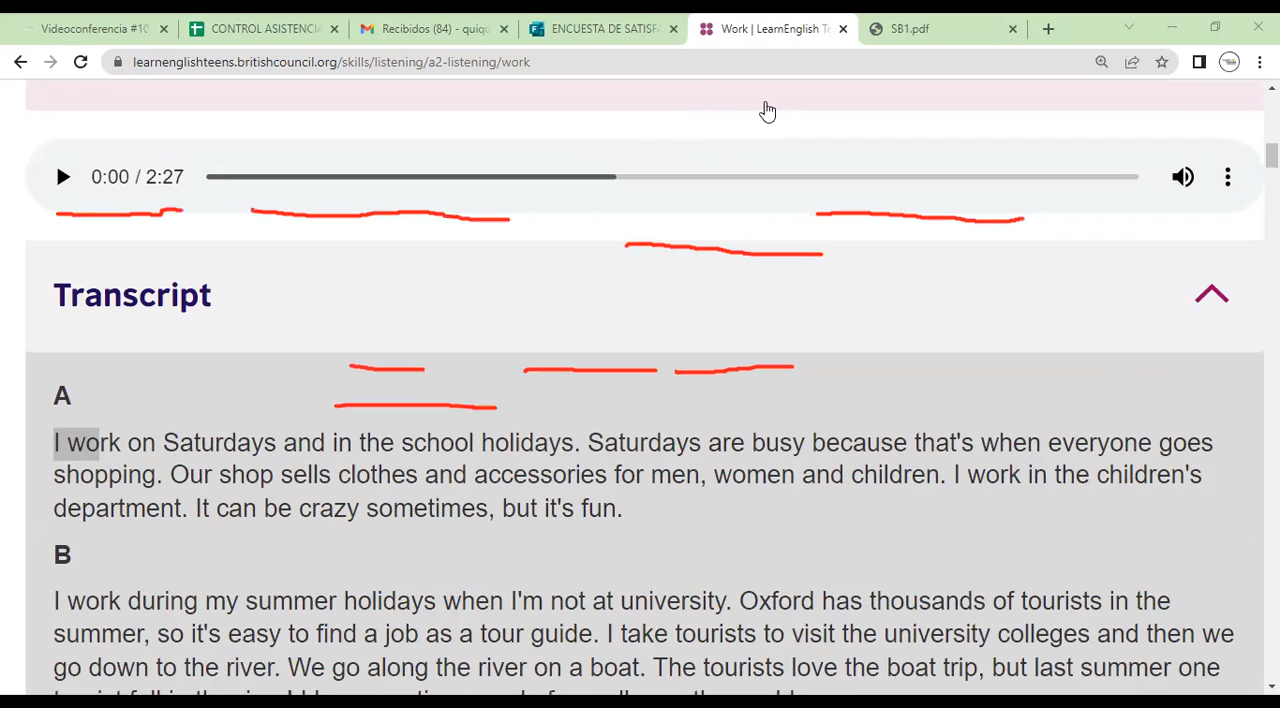 Videoconferencia #10
CONTROL ASISTENCIA
Recibidos (84) - quiqu
ENCUESTA DE SATISFA
Work | LearnEnglish Te
SB1.pdf
learnenglishteens.britishcouncil.org/skills/listening/a2-listening/work
0:00 / 2:27
Transcript
A
I work on Saturdays and in the school holidays. Saturdays are busy because that's when everyone goes
shopping. Our shop sells clothes and accessories for men, women and children. I work in the children's
department. It can be crazy sometimes, but it's fun.
B
I work during my summer holidays when I'm not at university. Oxford has thousands of tourists in the
summer, so it's easy to find a job as a tour guide. I take tourists to visit the university colleges and then we
go down to the river. We go along the river on a boat. The tourists love the boat trip, but last summer one